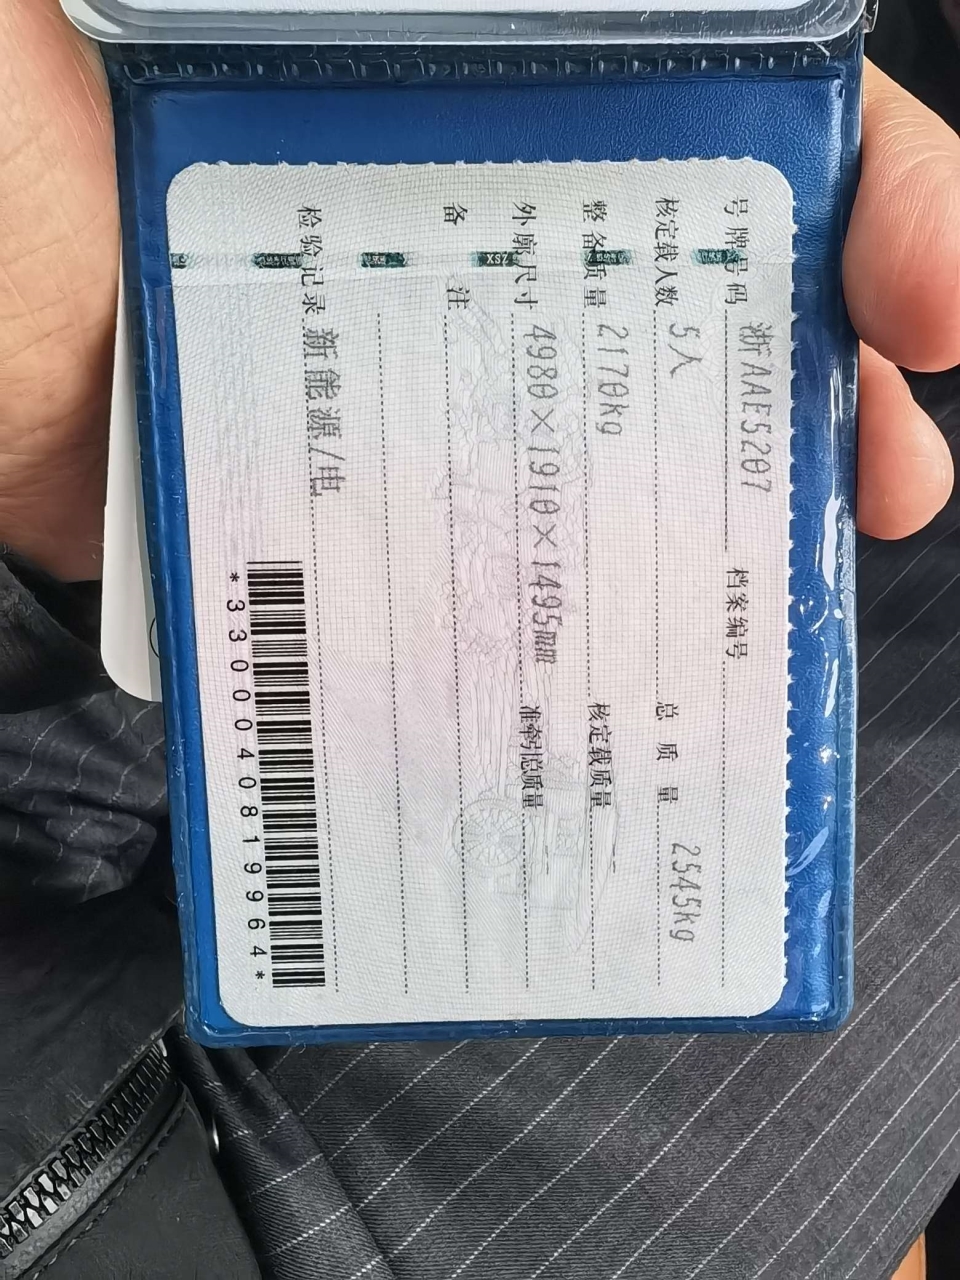 号牌号码 浙AAE5207 档案编号
核定载人数 5人 总质量 2545kg
整备质量 2170kg 核定载质量
外廓尺寸 4980×1910×1495mm 准牵引总质量
备注
检验记录 新能源/电
*3300040819964*
ZSX